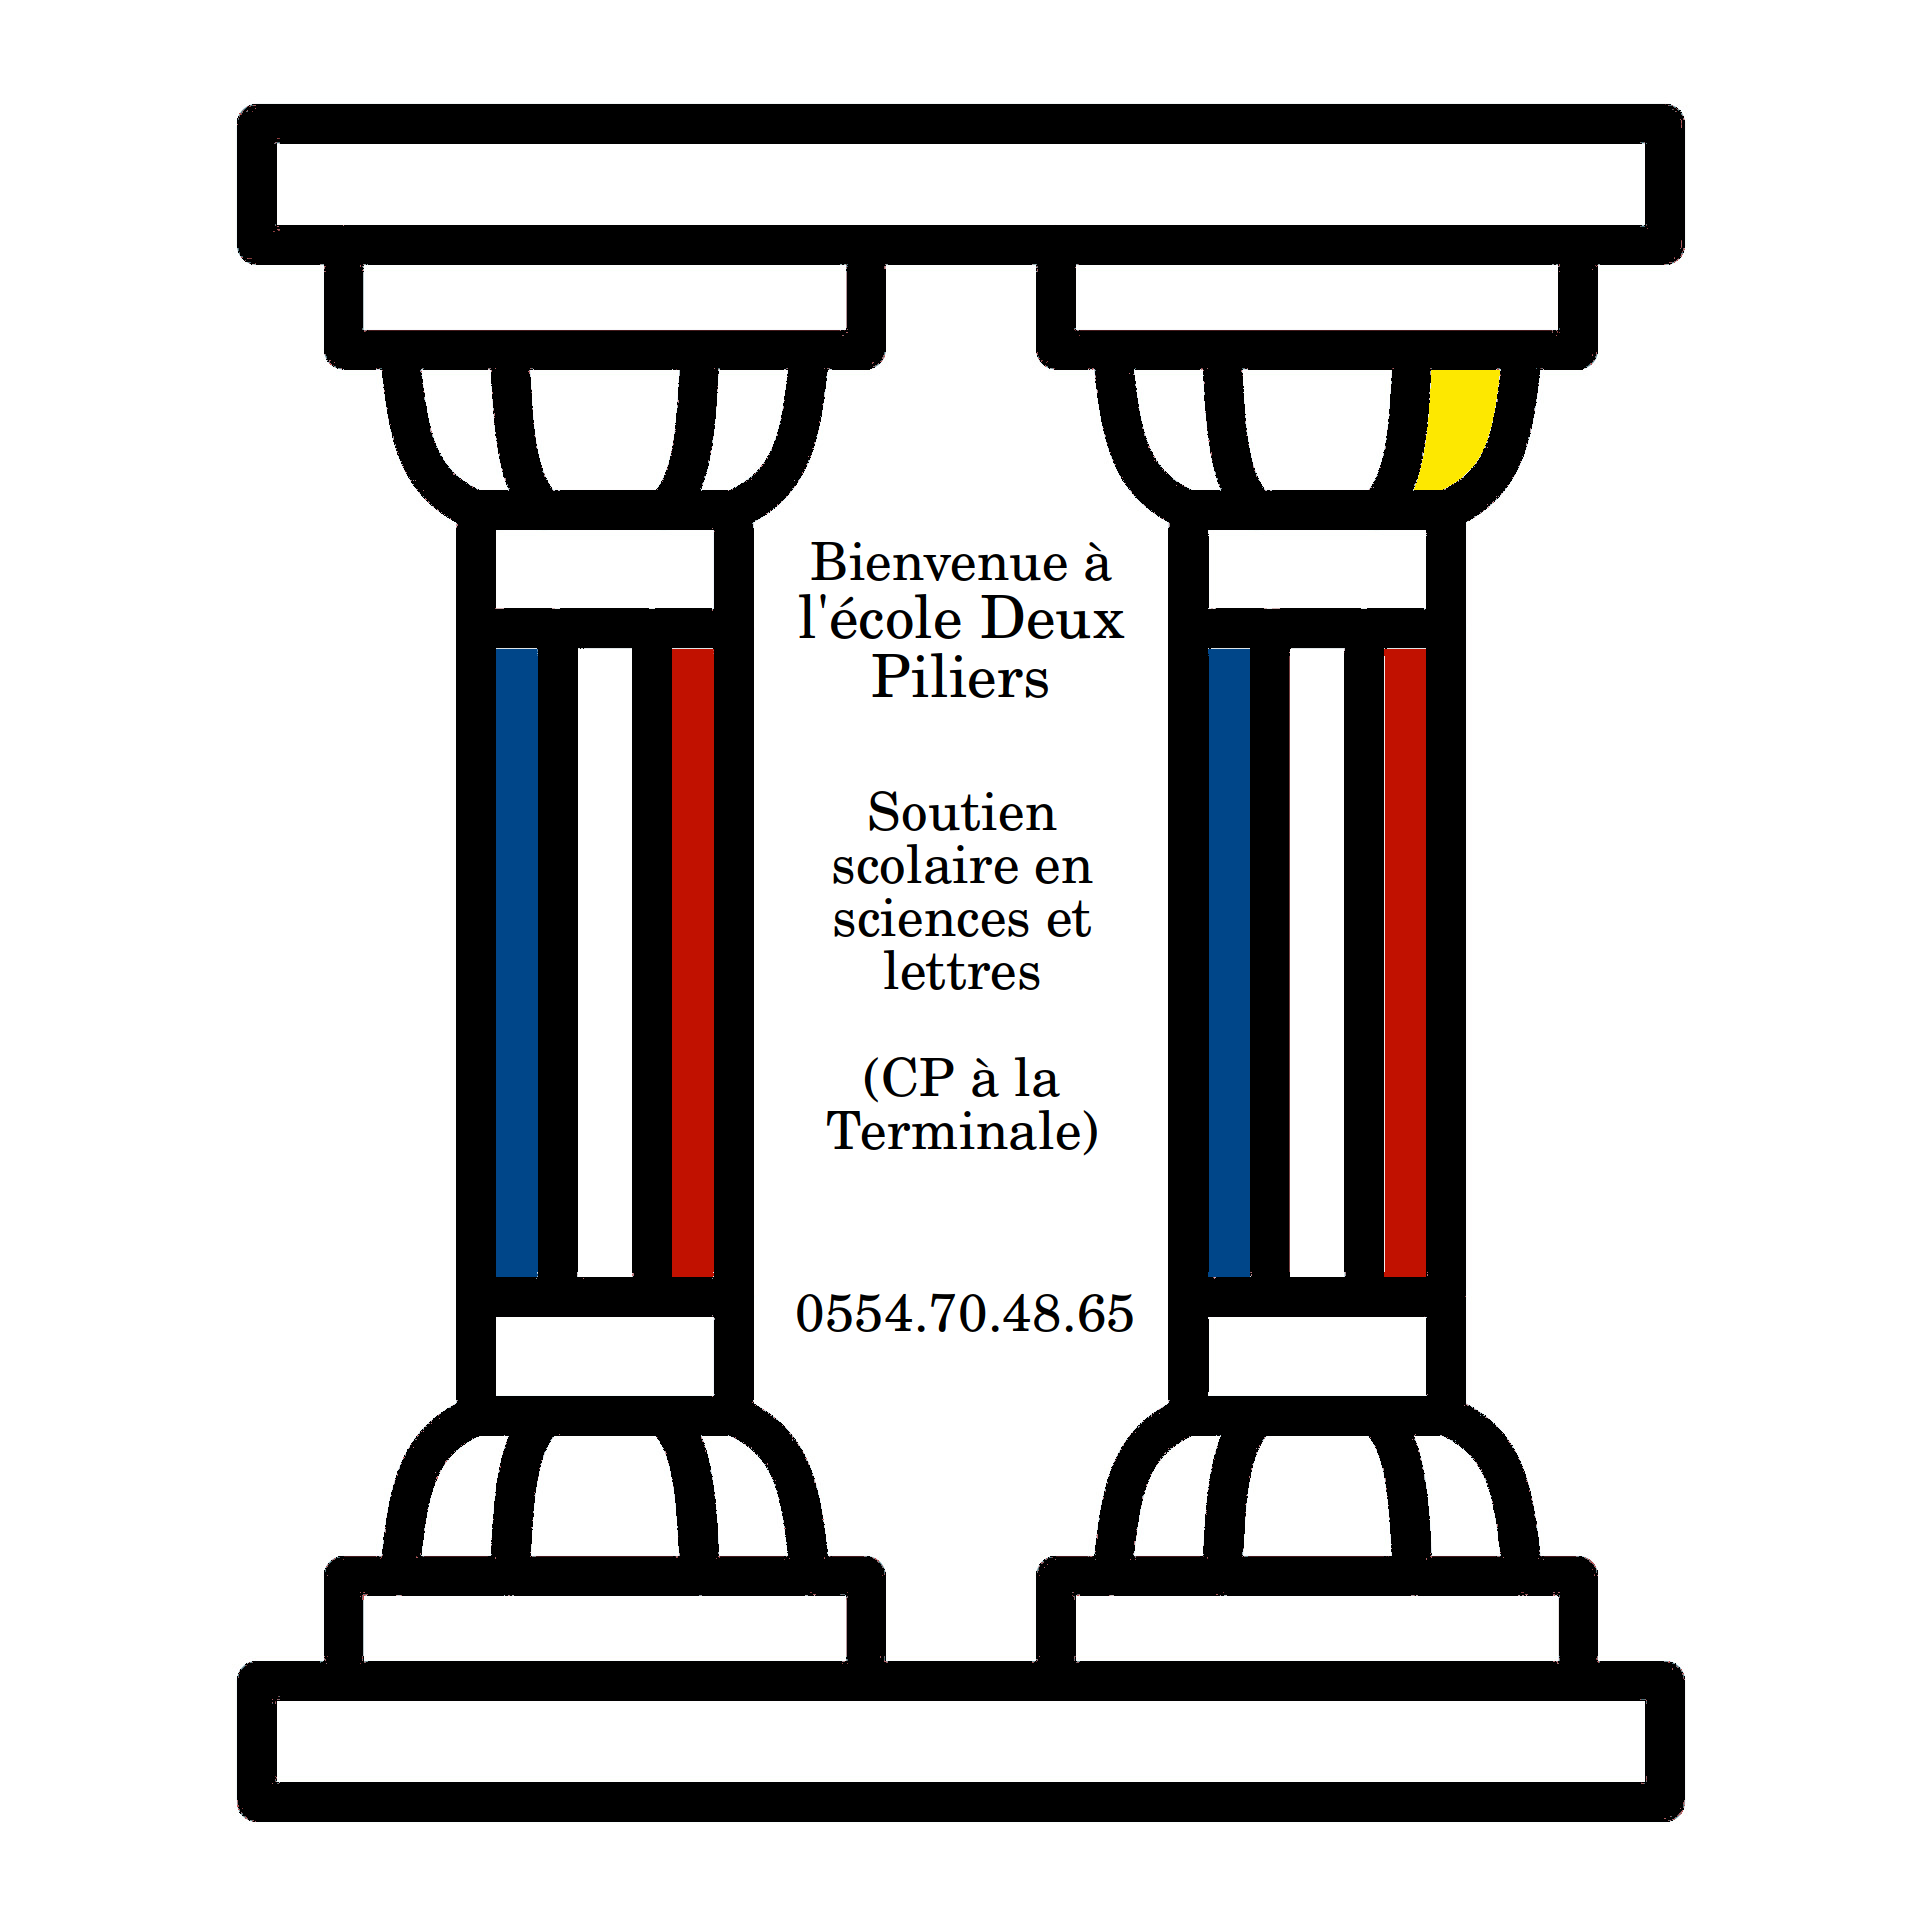 Bienvenue à
l'école Deux
Piliers
Soutien
scolaire en
sciences et
lettres
(CP à la
Terminale)
0554.70.48.65